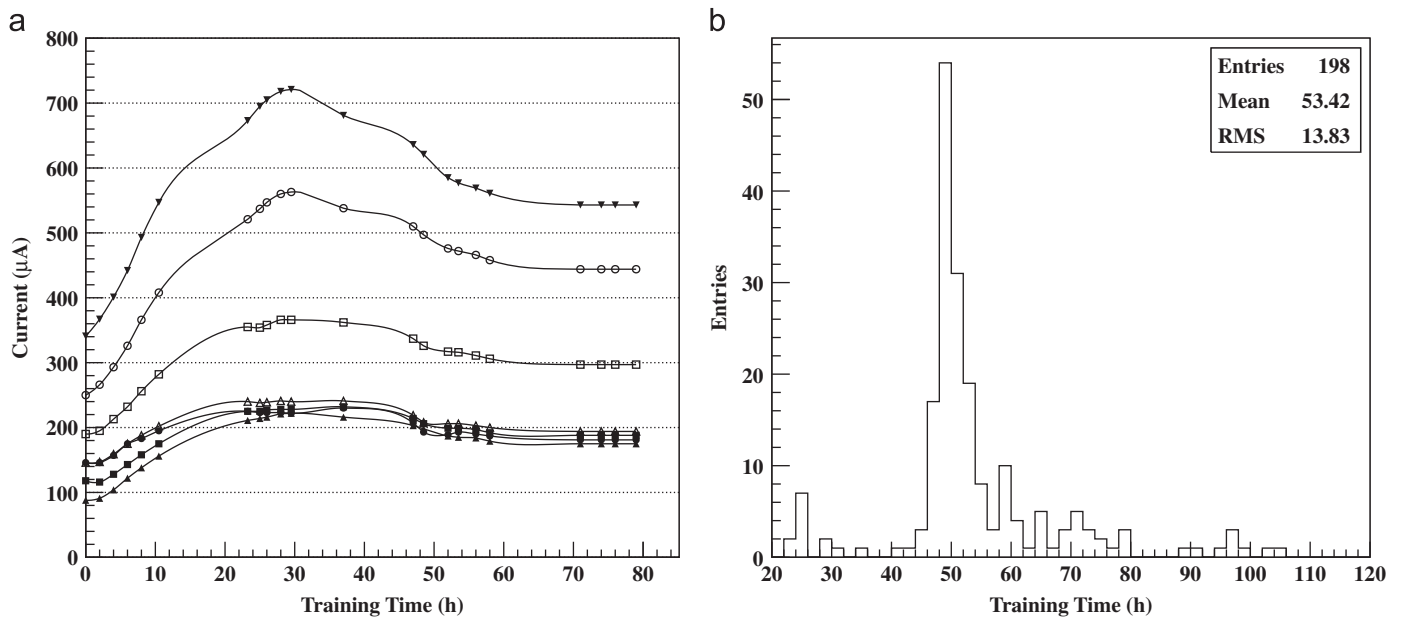 a
800
700
600
500
400
300
200
100
0
Current (μA)
0 10 20 30 40 50 60 70 80
Training Time (h)
b
50
40
30
20
10
0
Entries
Entries 198
Mean 53.42
RMS 13.83
20 30 40 50 60 70 80 90 100 110 120
Training Time (h)